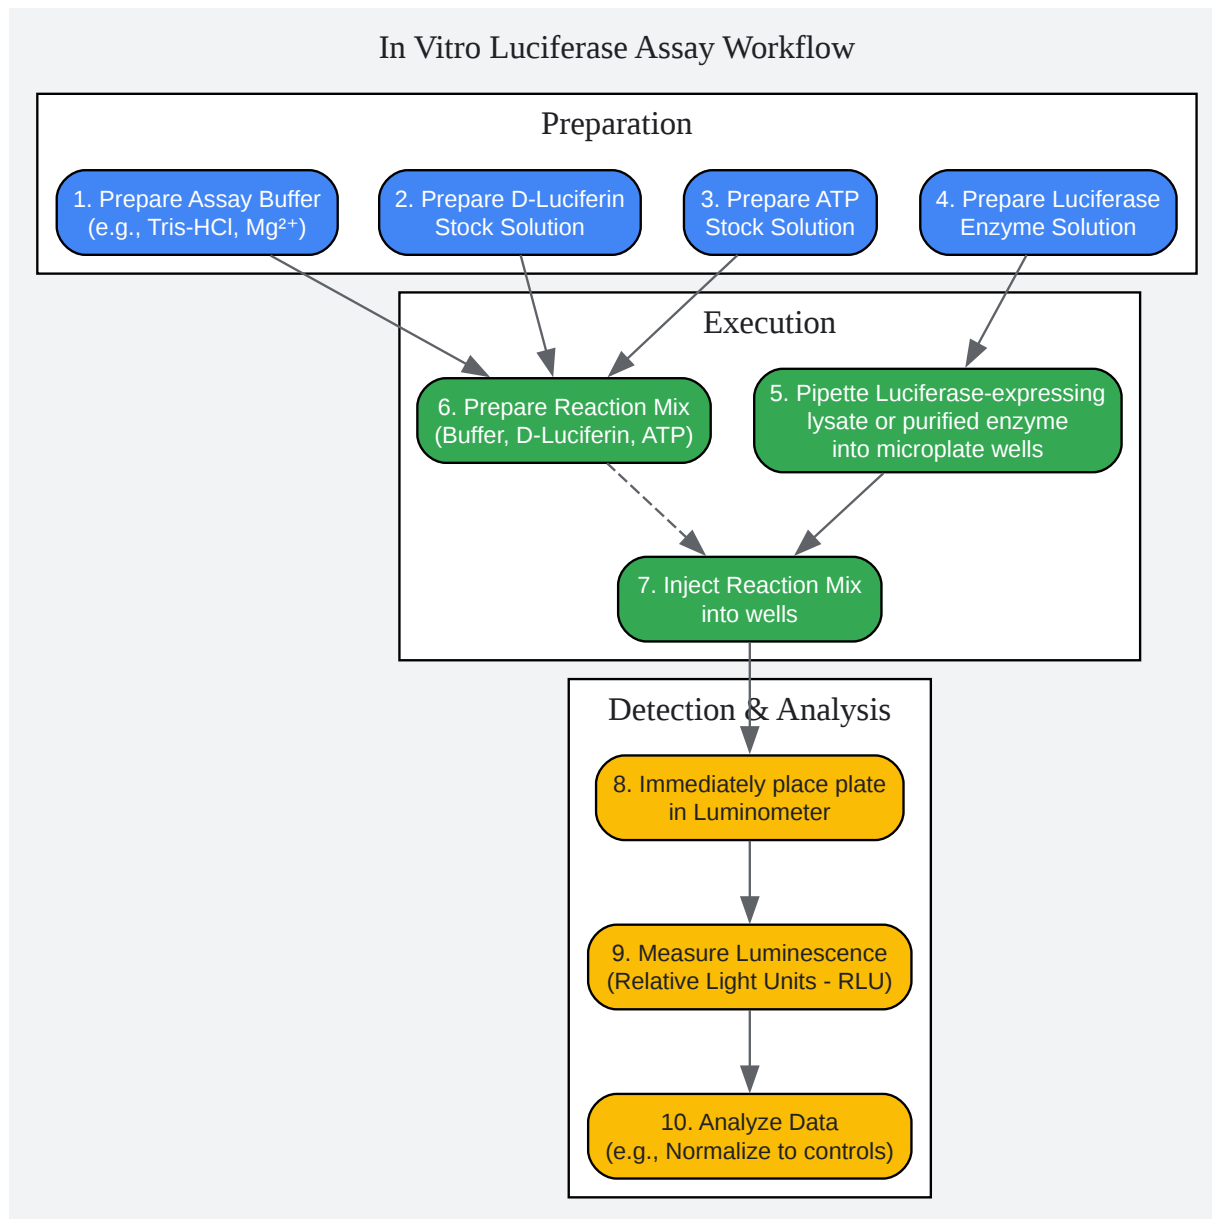 In Vitro Luciferase Assay Workflow
Preparation
1. Prepare Assay Buffer
(e.g., Tris-HCl, Mg²⁺)
2. Prepare D-Luciferin
Stock Solution
3. Prepare ATP
Stock Solution
4. Prepare Luciferase
Enzyme Solution
Execution
6. Prepare Reaction Mix
(Buffer, D-Luciferin, ATP)
5. Pipette Luciferase-expressing
lysate or purified enzyme
into microplate wells
7. Inject Reaction Mix
into wells
Detection & Analysis
8. Immediately place plate
in Luminometer
9. Measure Luminescence
(Relative Light Units - RLU)
10. Analyze Data
(e.g., Normalize to controls)